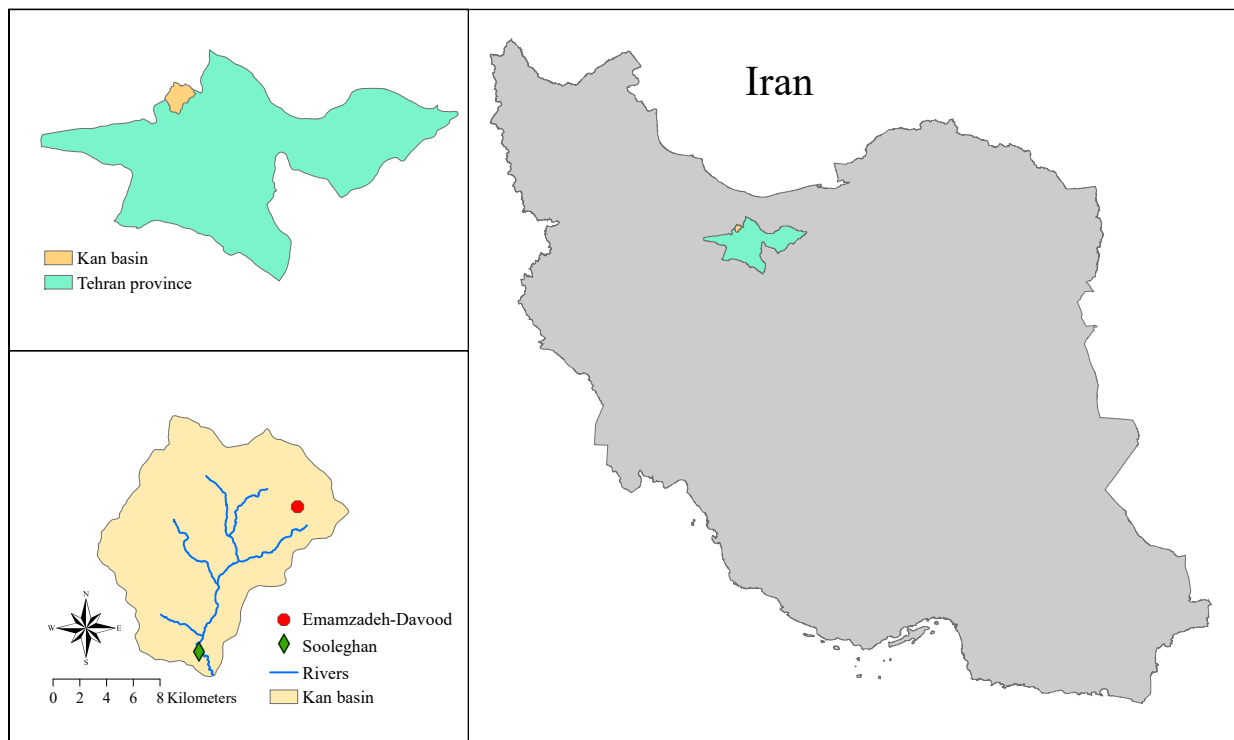 Kan basin
Tehran province
Iran
N
W E
S
0 2 4 6 8 Kilometers
Emamzadeh-Davood
Sooleghan
Rivers
Kan basin